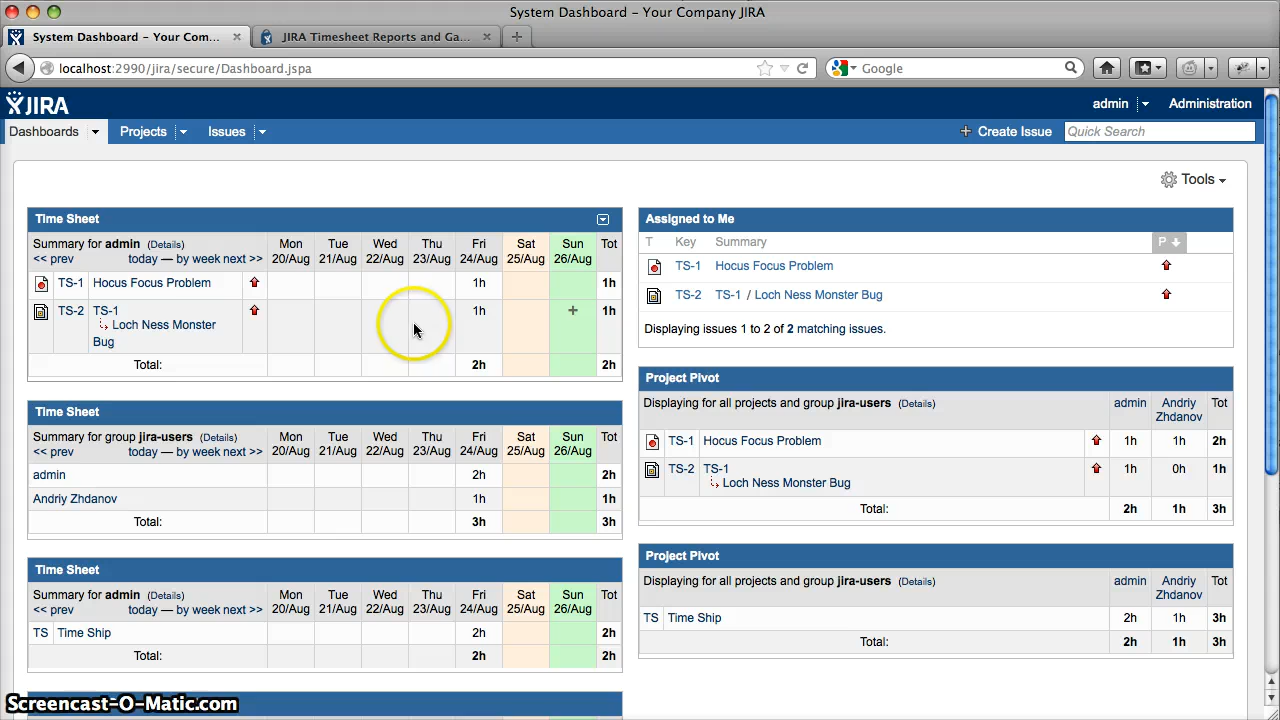 System Dashboard – Your Company JIRA
System Dashboard – Your Com...
JIRA Timesheet Reports and Ga...
localhost:2990/jira/secure/Dashboard.jspa
Google
JIRA
admin
Administration
Dashboards
Projects
Issues
+ Create Issue
Quick Search
Tools
Time Sheet
Summary for admin (Details)
<< prev today — by week next >>
Mon 20/Aug Tue 21/Aug Wed 22/Aug Thu 23/Aug Fri 24/Aug Sat 25/Aug Sun 26/Aug Tot
TS-1 Hocus Focus Problem 1h 1h
TS-2 TS-1 1h + 1h
Loch Ness Monster
Bug
Total: 2h 2h
Time Sheet
Summary for group jira-users (Details)
<< prev today — by week next >>
Mon 20/Aug Tue 21/Aug Wed 22/Aug Thu 23/Aug Fri 24/Aug Sat 25/Aug Sun 26/Aug Tot
admin 2h 2h
Andriy Zhdanov 1h 1h
Total: 3h 3h
Time Sheet
Summary for admin (Details)
<< prev today — by week next >>
Mon 20/Aug Tue 21/Aug Wed 22/Aug Thu 23/Aug Fri 24/Aug Sat 25/Aug Sun 26/Aug Tot
TS Time Ship 2h 2h
Total: 2h 2h
Assigned to Me
T Key Summary P
TS-1 Hocus Focus Problem
TS-2 TS-1 / Loch Ness Monster Bug
Displaying issues 1 to 2 of 2 matching issues.
Project Pivot
Displaying for all projects and group jira-users (Details) admin Andriy Zhdanov Tot
TS-1 Hocus Focus Problem 1h 1h 2h
TS-2 TS-1 1h 0h 1h
Loch Ness Monster Bug
Total: 2h 1h 3h
Project Pivot
Displaying for all projects and group jira-users (Details) admin Andriy Zhdanov Tot
TS Time Ship 2h 1h 3h
Total: 2h 1h 3h
Screencast-O-Matic.com